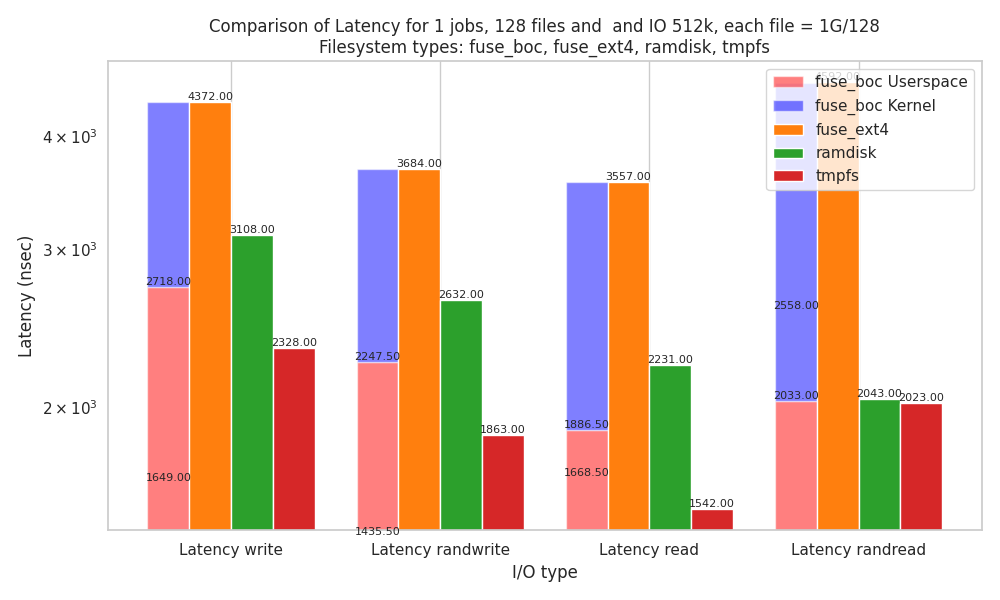 Comparison of Latency for 1 jobs, 128 files and  and IO 512k, each file = 1G/128
Filesystem types: fuse_boc, fuse_ext4, ramdisk, tmpfs
fuse_boc Userspace
fuse_boc Kernel
fuse_ext4
ramdisk
tmpfs
Latency (nsec)
4 × 10³
3 × 10³
2 × 10³
4372.00
2718.00
1649.00
3108.00
2328.00
3684.00
2247.50
1435.50
2632.00
1863.00
3557.00
1886.50
1668.50
2231.00
1542.00
2558.00
2033.00
2043.00
2023.00
Latency write
Latency randwrite
Latency read
Latency randread
I/O type